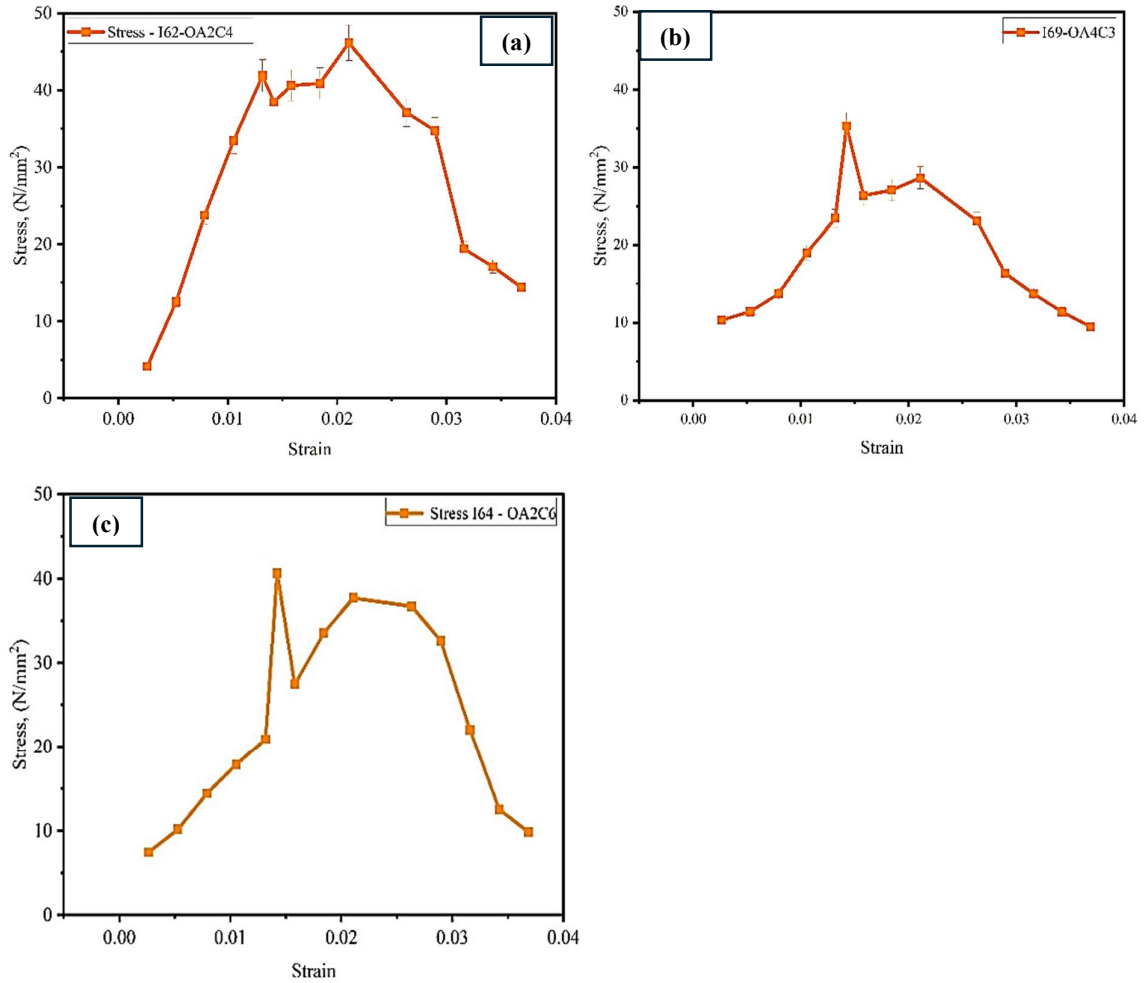 Stress - I62-OA2C4
(a)
50
40
30
20
10
0
Stress, (N/mm²)
0.00 0.01 0.02 0.03 0.04
Strain
(b)
I69-OA4C3
50
40
30
20
10
0
Stress, (N/mm²)
0.00 0.01 0.02 0.03 0.04
Strain
(c)
Stress I64 - OA2C6
50
40
30
20
10
0
Stress, (N/mm²)
0.00 0.01 0.02 0.03 0.04
Strain